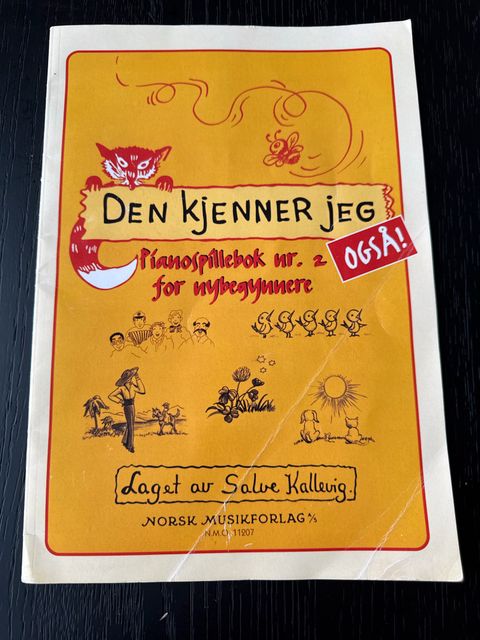 DEN KJENNER JEG
OGSÅ!
Pianospillebok nr. 2
for nybegynnere
Laget av Salve Kallevig.
NORSK MUSIKFORLAG A/S
N.M.O. 11207